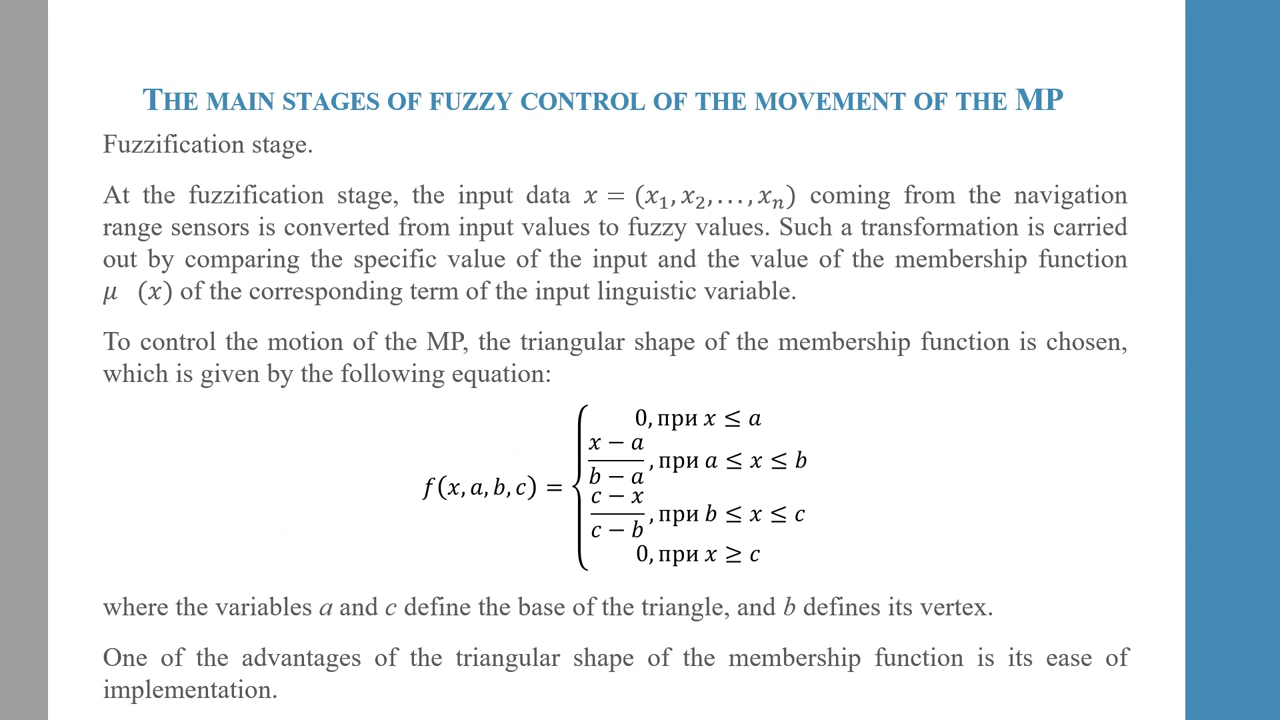 THE MAIN STAGES OF FUZZY CONTROL OF THE MOVEMENT OF THE MP
Fuzzification stage.
At the fuzzification stage, the input data x = (x₁, x₂, . . . , xₙ) coming from the navigation
range sensors is converted from input values to fuzzy values. Such a transformation is carried
out by comparing the specific value of the input and the value of the membership function
μ (x) of the corresponding term of the input linguistic variable.
To control the motion of the MP, the triangular shape of the membership function is chosen,
which is given by the following equation:
f(x, a, b, c) = {
0, при x ≤ a
(x − a)/(b − a), при a ≤ x ≤ b
(c − x)/(c − b), при b ≤ x ≤ c
0, при x ≥ c
where the variables a and c define the base of the triangle, and b defines its vertex.
One of the advantages of the triangular shape of the membership function is its ease of
implementation.